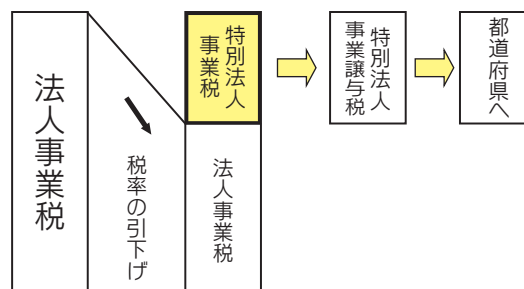 法人事業税
税率の引下げ
特別法人
事業税
法人事業税
特別法人
事業譲与税
都道府県へ